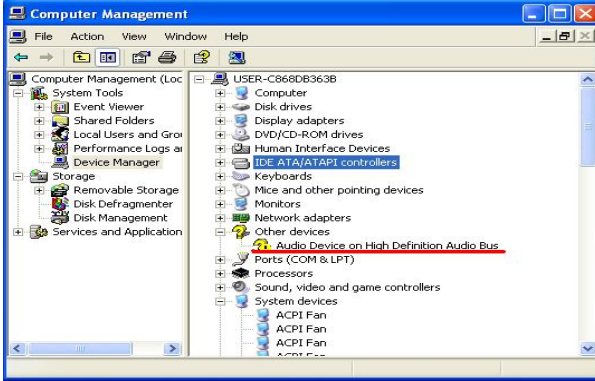 Computer Management
File Action View Window Help
Computer Management (Loc
System Tools
Event Viewer
Shared Folders
Local Users and Grou
Performance Logs a
Device Manager
Storage
Removable Storage
Disk Defragmenter
Disk Management
Services and Application
USER-C868DB363B
Computer
Disk drives
Display adapters
DVD/CD-ROM drives
Human Interface Devices
IDE ATA/ATAPI controllers
Keyboards
Mice and other pointing devices
Monitors
Network adapters
Other devices
Audio Device on High Definition Audio Bus
Ports (COM & LPT)
Processors
Sound, video and game controllers
System devices
ACPI Fan
ACPI Fan
ACPI Fan
ACPI Fan